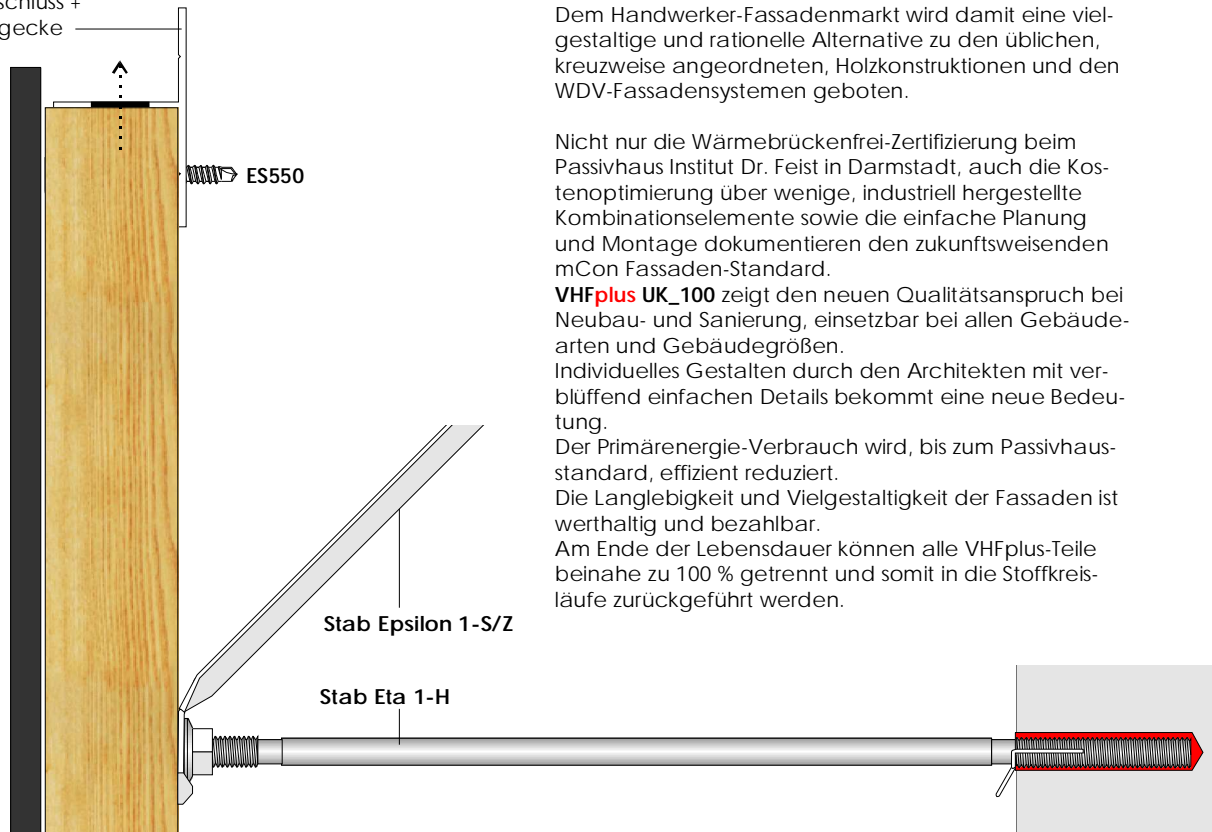 schluss +
gecke
ES550
Stab Epsilon 1-S/Z
Stab Eta 1-H
Dem Handwerker-Fassadenmarkt wird damit eine viel-
gestaltige und rationelle Alternative zu den üblichen,
kreuzweise angeordneten, Holzkonstruktionen und den
WDV-Fassadensystemen geboten.
Nicht nur die Wärmebrückenfrei-Zertifizierung beim
Passivhaus Institut Dr. Feist in Darmstadt, auch die Kos-
tenoptimierung über wenige, industriell hergestellte
Kombinationselemente sowie die einfache Planung
und Montage dokumentieren den zukunftsweisenden
mCon Fassaden-Standard.
VHFplus UK_100 zeigt den neuen Qualitätsanspruch bei
Neubau- und Sanierung, einsetzbar bei allen Gebäude-
arten und Gebäudegrößen.
Individuelles Gestalten durch den Architekten mit ver-
blüffend einfachen Details bekommt eine neue Bedeu-
tung.
Der Primärenergie-Verbrauch wird, bis zum Passivhaus-
standard, effizient reduziert.
Die Langlebigkeit und Vielgestaltigkeit der Fassaden ist
werthaltig und bezahlbar.
Am Ende der Lebensdauer können alle VHFplus-Teile
beinahe zu 100 % getrennt und somit in die Stoffkreis-
läufe zurückgeführt werden.